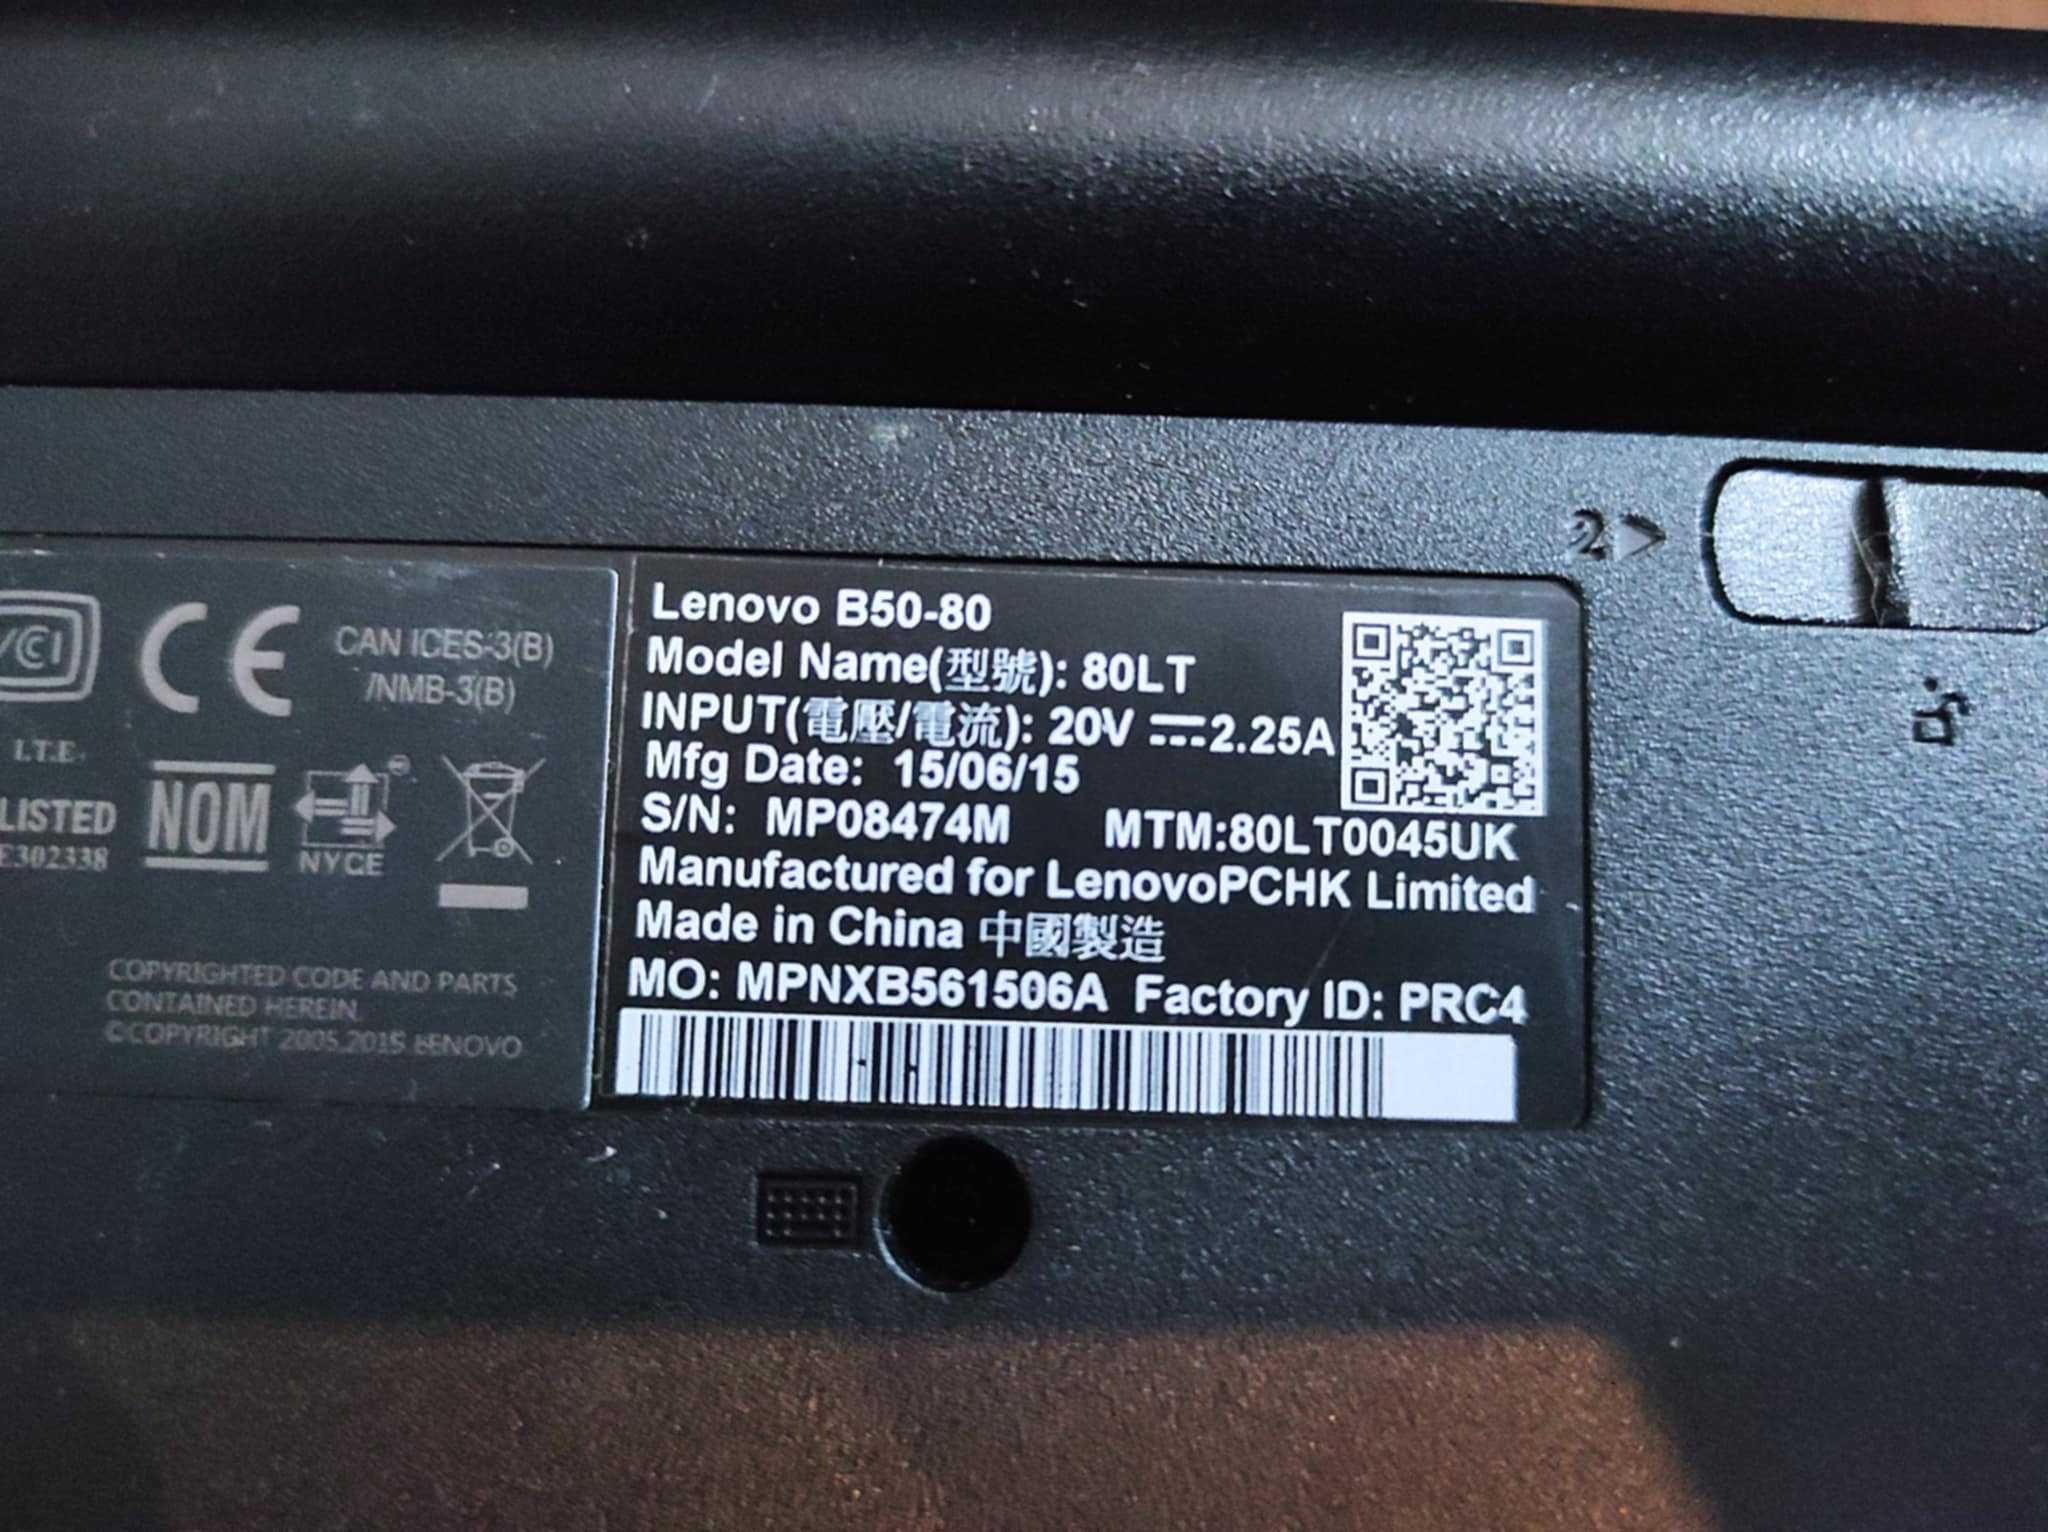 Lenovo B50-80
Model Name(型號): 80LT
INPUT(電壓/電流): 20V ⎓2.25A
Mfg Date: 15/06/15
S/N: MP08474M MTM:80LT0045UK
Manufactured for LenovoPCHK Limited
Made in China 中國製造
MO: MPNXB561506A Factory ID: PRC4
CE
CAN ICES-3(B)
/NMB-3(B)
I.T.E.
LISTED
E302338
NOM
NYCE
COPYRIGHTED CODE AND PARTS
CONTAINED HEREIN.
©COPYRIGHT 2005,2015 LENOVO
2